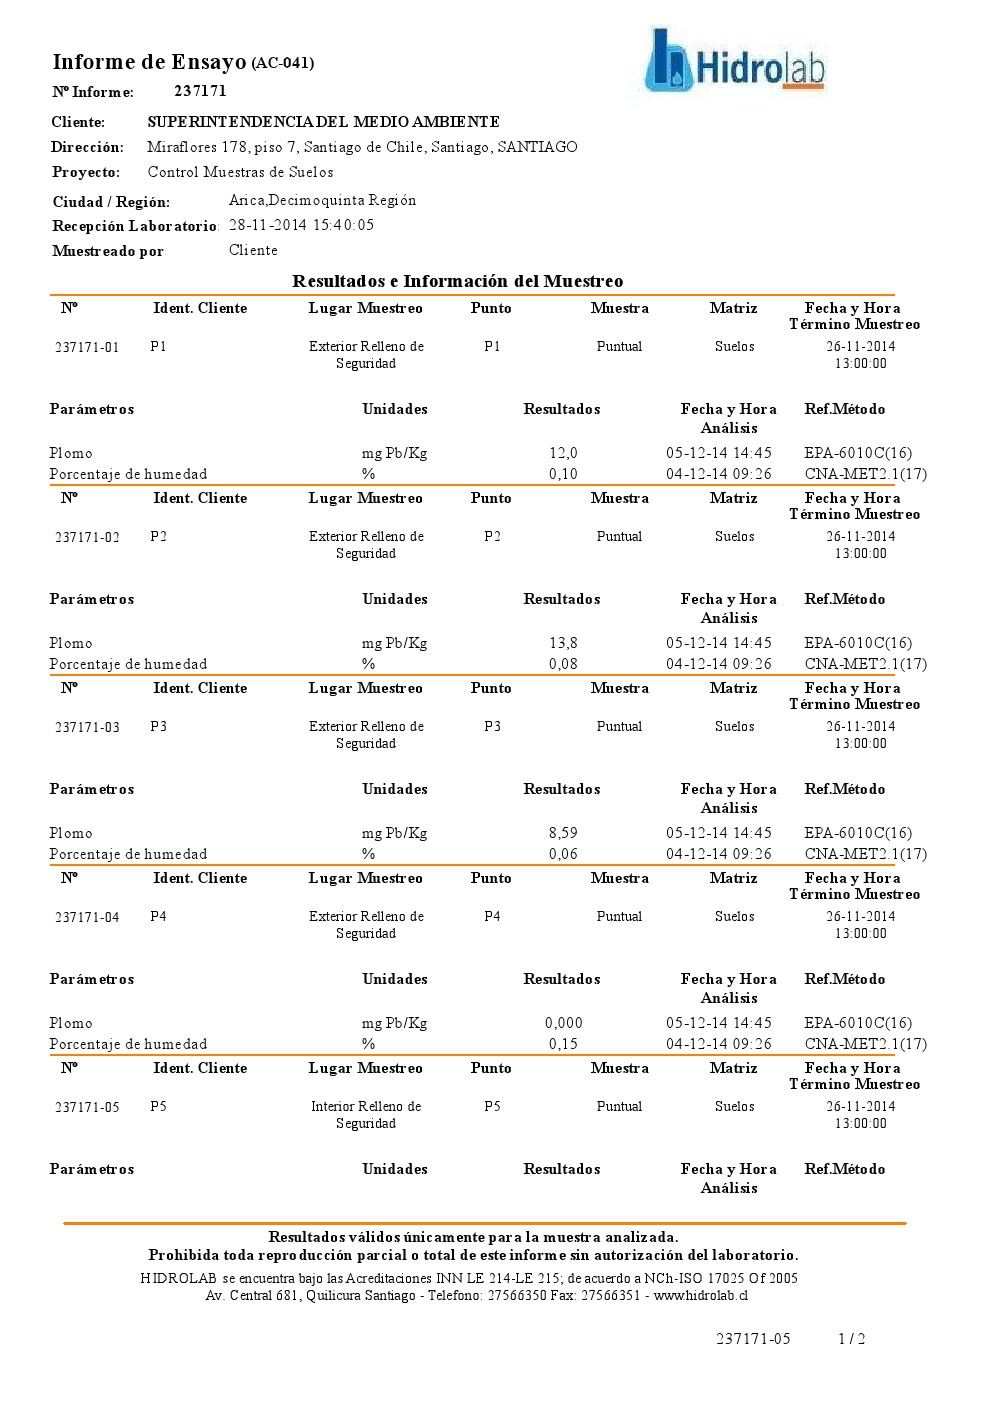 Informe de Ensayo (AC-041)
Hidrolab
Nº Informe: 237171
Cliente: SUPERINTENDENCIA DEL MEDIO AMBIENTE
Dirección: Miraflores 178, piso 7, Santiago de Chile, Santiago, SANTIAGO
Proyecto: Control Muestras de Suelos
Ciudad / Región: Arica,Decimoquinta Región
Recepción Laboratorio: 28-11-2014 15:40:05
Muestreado por Cliente
Resultados e Información del Muestreo
Nº Ident. Cliente Lugar Muestreo Punto Muestra Matriz Fecha y Hora
Término Muestreo
237171-01 P1 Exterior Relleno de P1 Puntual Suelos 26-11-2014
Seguridad 13:00:00
Parámetros Unidades Resultados Fecha y Hora Ref.Método
Análisis
Plomo mg Pb/Kg 12,0 05-12-14 14:45 EPA-6010C(16)
Porcentaje de humedad % 0,10 04-12-14 09:26 CNA-MET2.1(17)
Nº Ident. Cliente Lugar Muestreo Punto Muestra Matriz Fecha y Hora
Término Muestreo
237171-02 P2 Exterior Relleno de P2 Puntual Suelos 26-11-2014
Seguridad 13:00:00
Parámetros Unidades Resultados Fecha y Hora Ref.Método
Análisis
Plomo mg Pb/Kg 13,8 05-12-14 14:45 EPA-6010C(16)
Porcentaje de humedad % 0,08 04-12-14 09:26 CNA-MET2.1(17)
Nº Ident. Cliente Lugar Muestreo Punto Muestra Matriz Fecha y Hora
Término Muestreo
237171-03 P3 Exterior Relleno de P3 Puntual Suelos 26-11-2014
Seguridad 13:00:00
Parámetros Unidades Resultados Fecha y Hora Ref.Método
Análisis
Plomo mg Pb/Kg 8,59 05-12-14 14:45 EPA-6010C(16)
Porcentaje de humedad % 0,06 04-12-14 09:26 CNA-MET2.1(17)
Nº Ident. Cliente Lugar Muestreo Punto Muestra Matriz Fecha y Hora
Término Muestreo
237171-04 P4 Exterior Relleno de P4 Puntual Suelos 26-11-2014
Seguridad 13:00:00
Parámetros Unidades Resultados Fecha y Hora Ref.Método
Análisis
Plomo mg Pb/Kg 0,000 05-12-14 14:45 EPA-6010C(16)
Porcentaje de humedad % 0,15 04-12-14 09:26 CNA-MET2.1(17)
Nº Ident. Cliente Lugar Muestreo Punto Muestra Matriz Fecha y Hora
Término Muestreo
237171-05 P5 Interior Relleno de P5 Puntual Suelos 26-11-2014
Seguridad 13:00:00
Parámetros Unidades Resultados Fecha y Hora Ref.Método
Análisis
Resultados válidos únicamente para la muestra analizada.
Prohibida toda reproducción parcial o total de este informe sin autorización del laboratorio.
HIDROLAB se encuentra bajo las Acreditaciones INN LE 214-LE 215; de acuerdo a NCh-ISO 17025 Of 2005
Av. Central 681, Quilicura Santiago - Telefono: 27566350 Fax: 27566351 - www.hidrolab.cl
237171-05 1 / 2